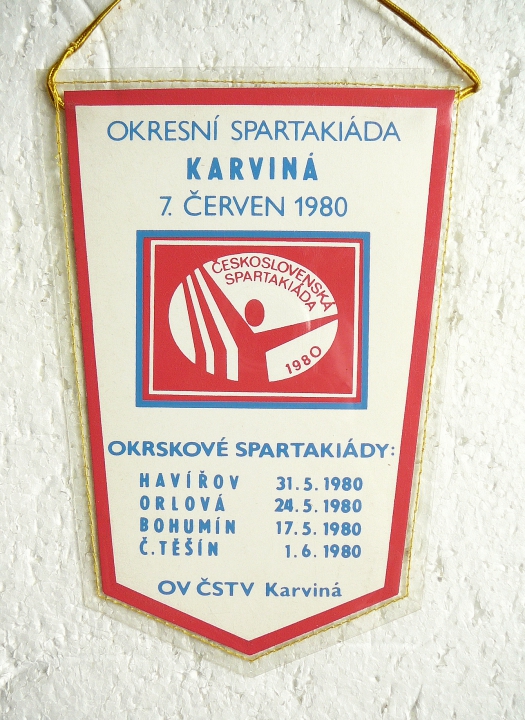 OKRESNÍ SPARTAKIÁDA
KARVINÁ
7. ČERVEN 1980
ČESKOSLOVENSKÁ
SPARTAKIÁDA
1980
OKRSKOVÉ SPARTAKIÁDY:
HAVÍŘOV 31.5.1980
ORLOVÁ 24.5.1980
BOHUMÍN 17.5.1980
Č.TĚŠÍN 1.6.1980
OV ČSTV Karviná